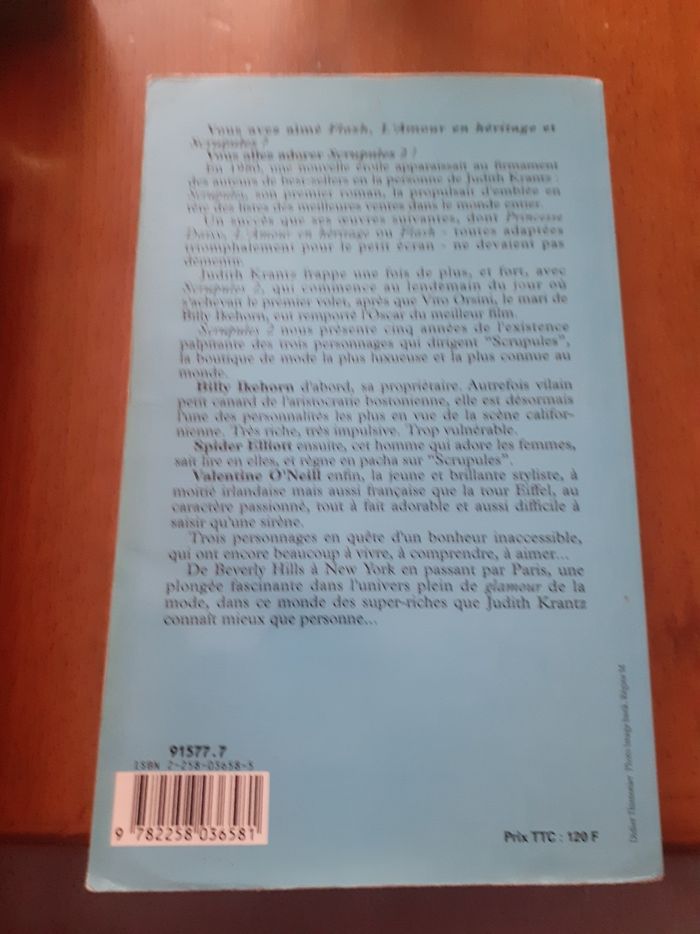 Vous avez aimé Flash, L'Amour en héritage et
Scrupules ?
Vous allez adorer Scrupules 2 !
En 1980, une nouvelle étoile apparaissait au firmament
des auteurs de best-sellers en la personne de Judith Krantz :
Scrupules, son premier roman, la propulsait d'emblée en
tête des listes des meilleures ventes dans le monde entier.
Un succès que ses œuvres suivantes, dont Princesse
Daisy, L'Amour en héritage ou Flash - toutes adaptées
triomphalement pour le petit écran - ne devaient pas
démentir.
Judith Krantz frappe une fois de plus, et fort, avec
Scrupules 2, qui commence au lendemain du jour où
s'achevait le premier volet, après que Vito Orsini, le mari de
Billy Ikehorn, eut remporté l'Oscar du meilleur film.
Scrupules 2 nous présente cinq années de l'existence
palpitante des trois personnages qui dirigent "Scrupules",
la boutique de mode la plus luxueuse et la plus connue au
monde.
Billy Ikehorn d'abord, sa propriétaire. Autrefois vilain
petit canard de l'aristocratie bostonienne, elle est désormais
l'une des personnalités les plus en vue de la scène califor-
nienne. Très riche, très impulsive. Trop vulnérable.
Spider Elliott ensuite, cet homme qui adore les femmes,
sait lire en elles, et règne en pacha sur "Scrupules".
Valentine O'Neill enfin, la jeune et brillante styliste, à
moitié irlandaise mais aussi française que la tour Eiffel, au
caractère passionné, tout à fait adorable et aussi difficile à
saisir qu'une sirène.
Trois personnages en quête d'un bonheur inaccessible,
qui ont encore beaucoup à vivre, à comprendre, à aimer...
De Beverly Hills à New York en passant par Paris, une
plongée fascinante dans l'univers plein de glamour de la
mode, dans ce monde des super-riches que Judith Krantz
connaît mieux que personne...
91577.7
ISBN 2-258-03658-5
9 782258 036581
Prix TTC : 120 F
Didier Thimonier Photo Image bank . Régine M